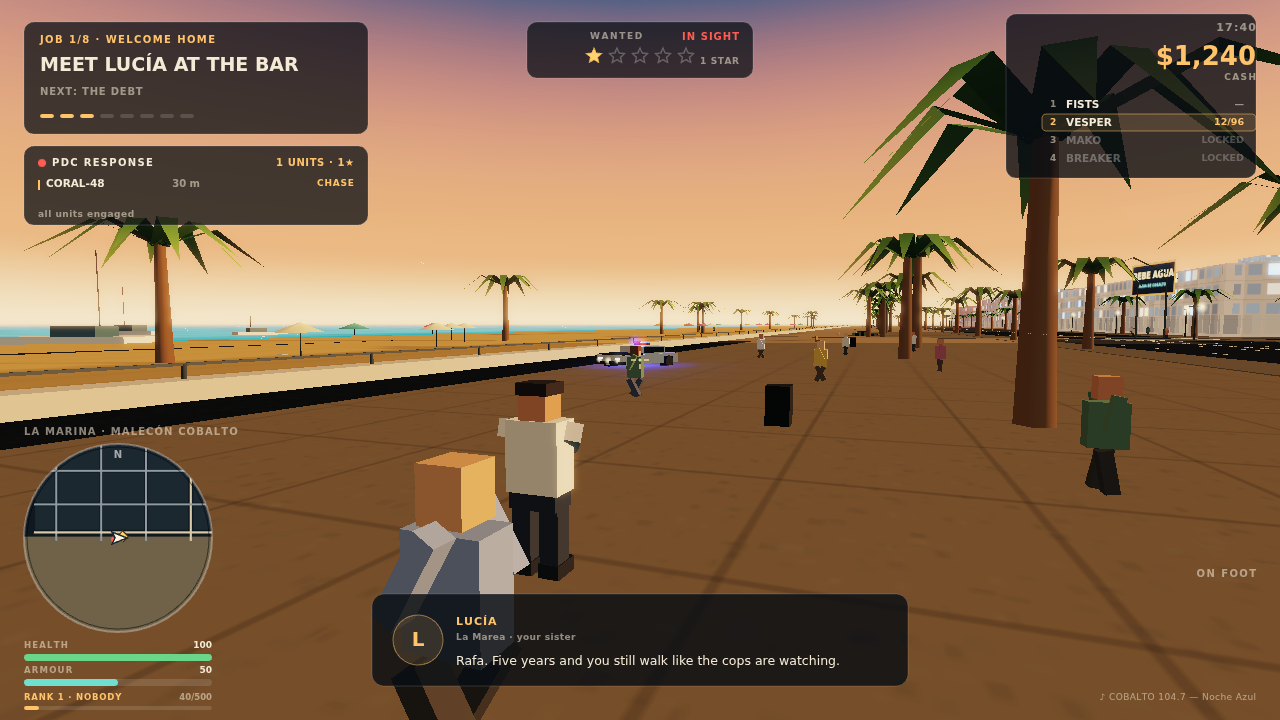 JOB 1/8 · WELCOME HOME
MEET LUCÍA AT THE BAR
NEXT: THE DEBT
PDC RESPONSE 1 UNITS · 1★
CORAL-48 30 m CHASE
all units engaged
WANTED IN SIGHT
1 STAR
17:40
$1,240
CASH
1 FISTS —
2 VESPER 12/96
3 MAKO LOCKED
4 BREAKER LOCKED
BEBE AGUA
LA MARINA · MALECÓN COBALTO
N
ON FOOT
L
LUCÍA
La Marea · your sister
Rafa. Five years and you still walk like the cops are watching.
HEALTH 100
ARMOUR 50
RANK 1 · NOBODY 40/500
♪ COBALTO 104.7 — Noche Azul